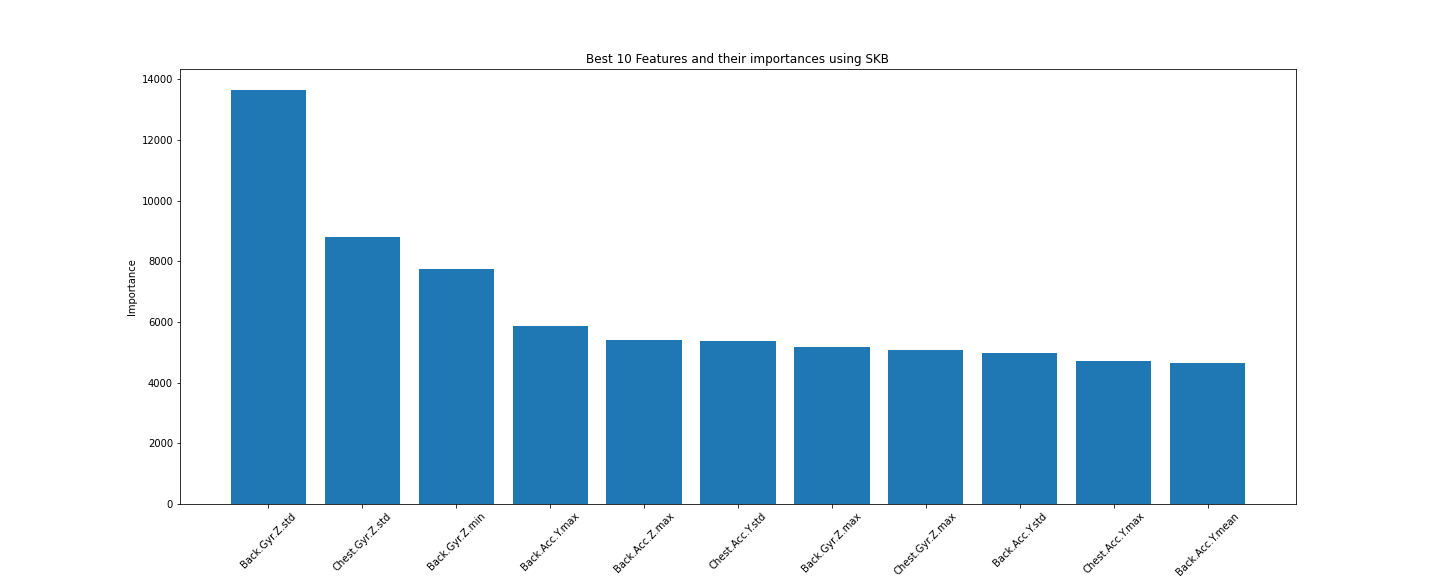 Best 10 Features and their importances using SKB
Importance
14000
12000
10000
8000
6000
4000
2000
0
Back.Gyr.Z.std
Chest.Gyr.Z.std
Back.Gyr.Z.min
Back.Acc.Y.max
Back.Acc.Z.max
Chest.Acc.Y.std
Back.Gyr.Z.max
Chest.Gyr.Z.max
Back.Acc.Y.std
Chest.Acc.Y.max
Back.Acc.Y.mean